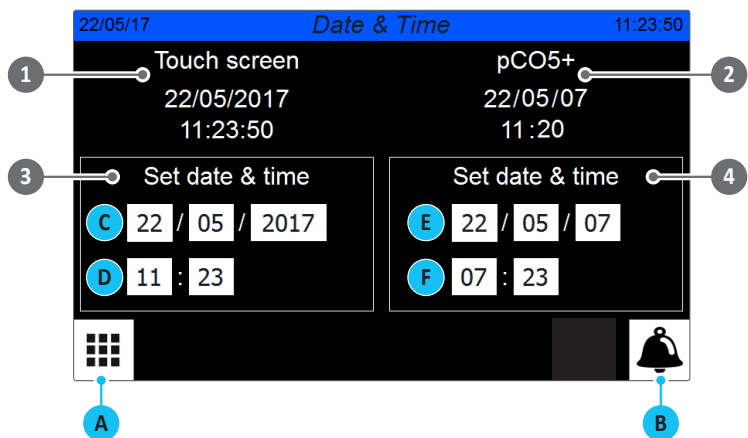 22/05/17 Date & Time 11:23:50
1 Touch screen pCO5+ 2
22/05/2017 22/05/07
11:23:50 11:20
3 Set date & time Set date & time 4
C 22 / 05 / 2017 E 22 / 05 / 07
D 11 : 23 F 07 : 23
A B